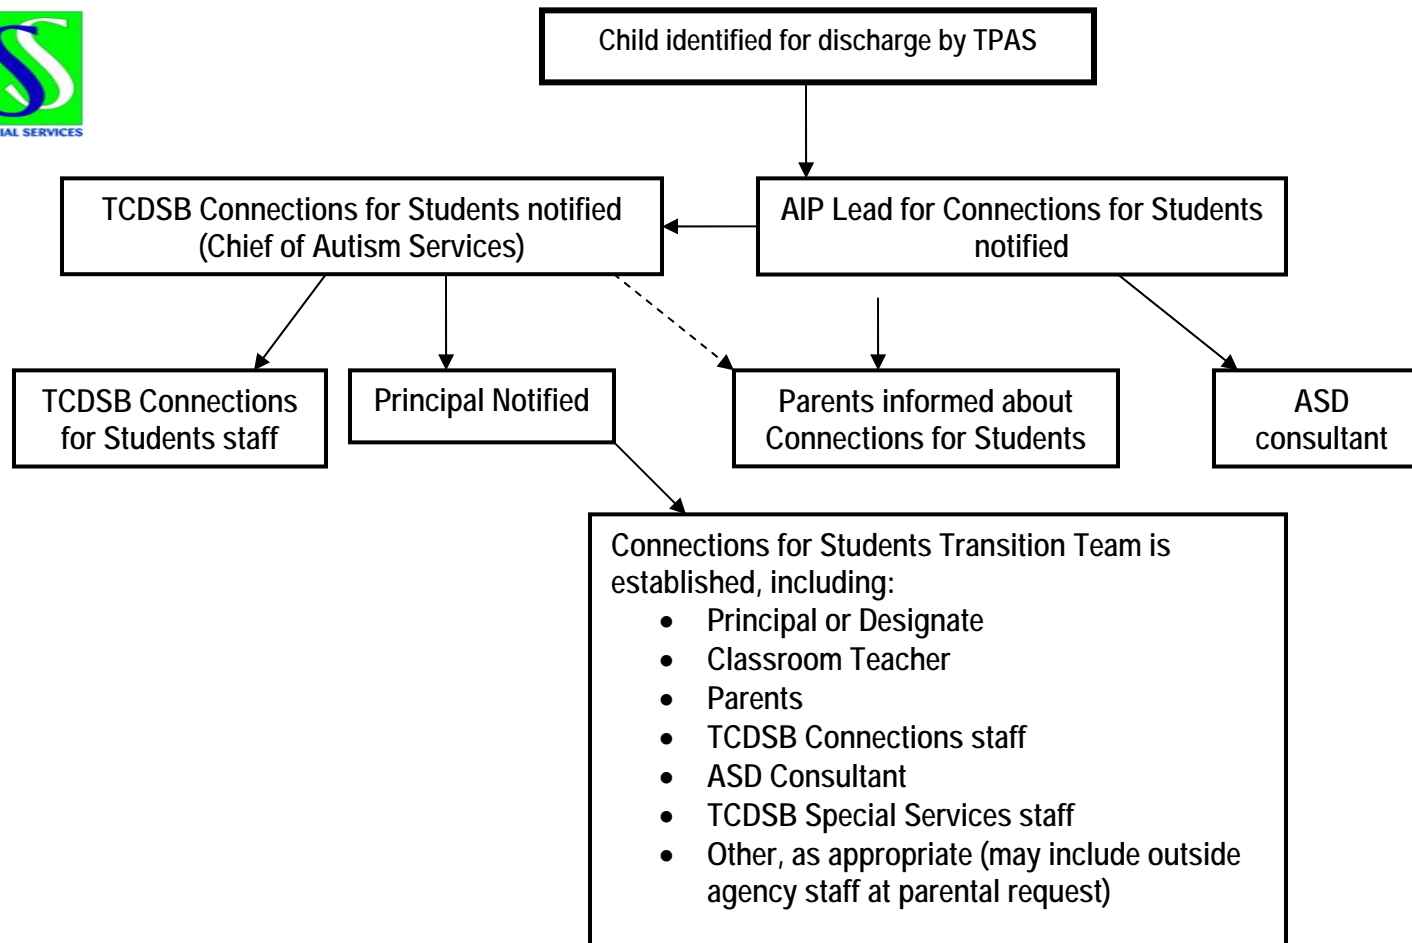 Child identified for discharge by TPAS
SS
IAL SERVICES
TCDSB Connections for Students notified
(Chief of Autism Services)
AIP Lead for Connections for Students
notified
TCDSB Connections
for Students staff
Principal Notified
Parents informed about
Connections for Students
ASD
consultant
Connections for Students Transition Team is
established, including:
• Principal or Designate
• Classroom Teacher
• Parents
• TCDSB Connections staff
• ASD Consultant
• TCDSB Special Services staff
• Other, as appropriate (may include outside
agency staff at parental request)